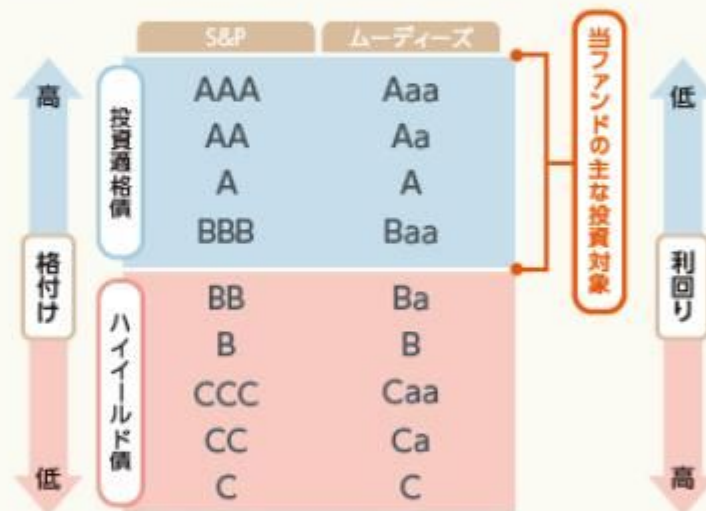 S&P ムーディーズ
高
格付け
低
投資適格債
AAA Aaa
AA Aa
A A
BBB Baa
ハイイールド債
BB Ba
B B
CCC Caa
CC Ca
C C
当ファンドの主な投資対象
低
利回り
高